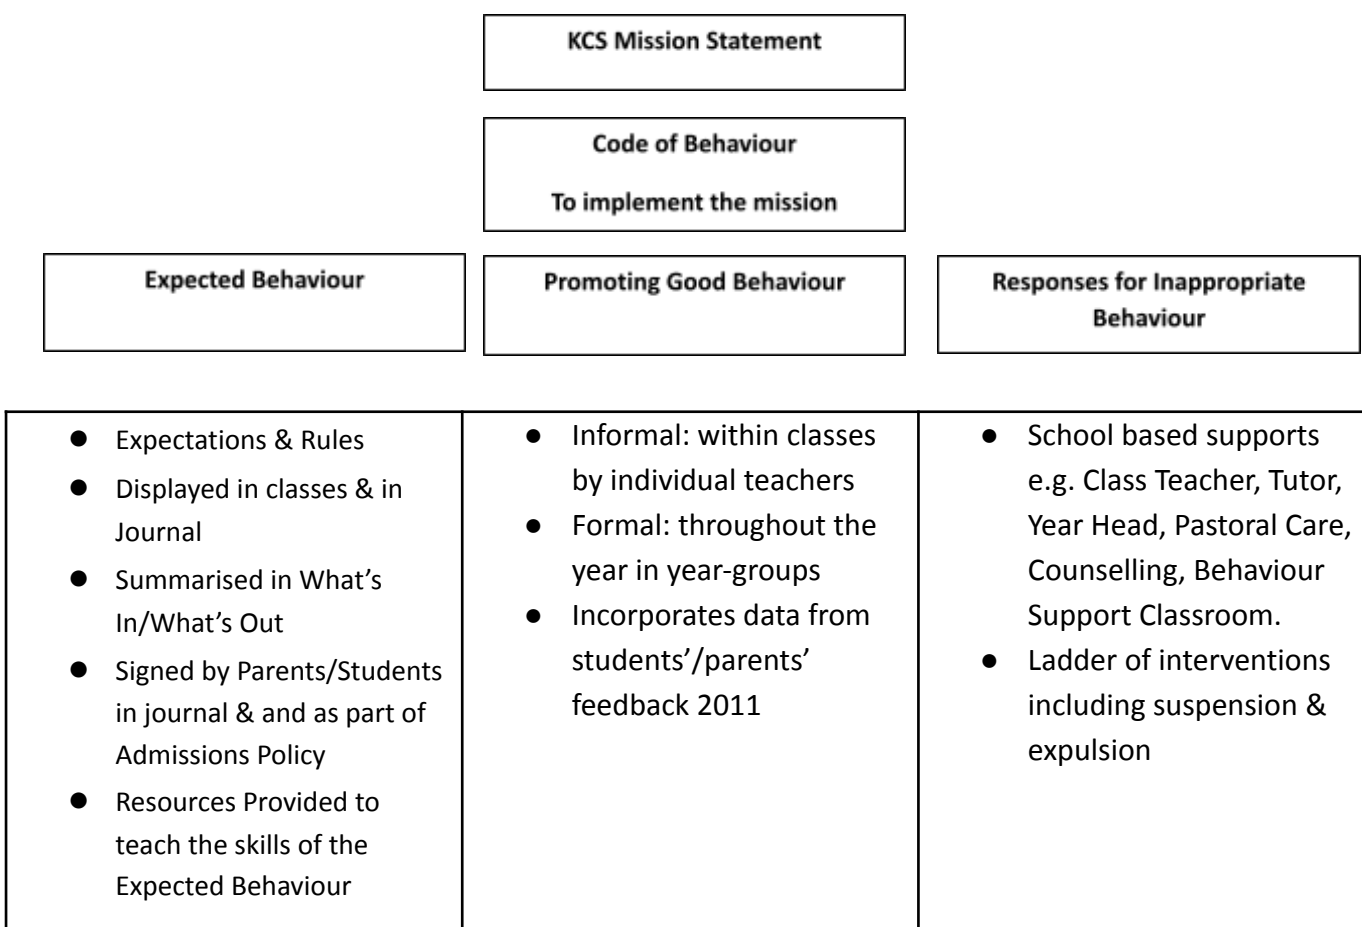 KCS Mission Statement
Code of Behaviour
To implement the mission
Expected Behaviour
Promoting Good Behaviour
Responses for Inappropriate
Behaviour
● Expectations & Rules
● Displayed in classes & in
Journal
● Summarised in What’s
In/What’s Out
● Signed by Parents/Students
in journal & and as part of
Admissions Policy
● Resources Provided to
teach the skills of the
Expected Behaviour
● Informal: within classes
by individual teachers
● Formal: throughout the
year in year-groups
● Incorporates data from
students’/parents’
feedback 2011
● School based supports
e.g. Class Teacher, Tutor,
Year Head, Pastoral Care,
Counselling, Behaviour
Support Classroom.
● Ladder of interventions
including suspension &
expulsion